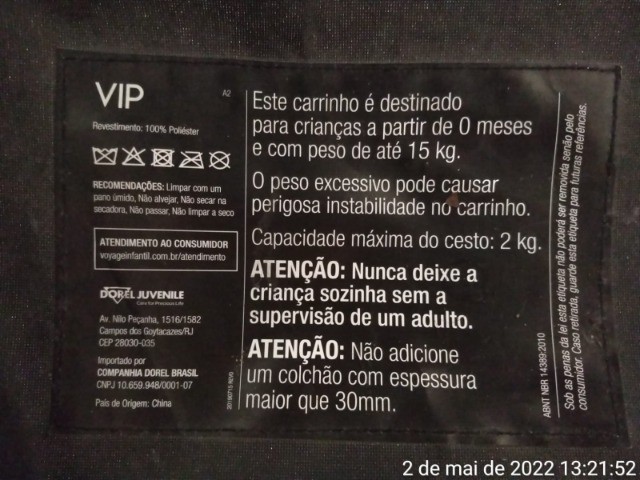 VIP
A2
Revestimento: 100% Poliéster
RECOMENDAÇÕES: Limpar com um
pano úmido, Não alvejar, Não secar na
secadora, Não passar, Não limpar a seco
ATENDIMENTO AO CONSUMIDOR
voyageinfantil.com.br/atendimento
DOREL JUVENILE
Care for Precious Life
Av. Nilo Peçanha, 1516/1582
Campos dos Goytacazes/RJ
CEP 28030-035
Importado por
COMPANHIA DOREL BRASIL
CNPJ 10.659.948/0001-07
País de Origem: China
Este carrinho é destinado
para crianças a partir de 0 meses
e com peso de até 15 kg.
O peso excessivo pode causar
perigosa instabilidade no carrinho.
Capacidade máxima do cesto: 2 kg.
ATENÇÃO: Nunca deixe a
criança sozinha sem a
supervisão de um adulto.
ATENÇÃO: Não adicione
um colchão com espessura
maior que 30mm.
ABNT NBR 14389:2010
Sob as penas da lei esta etiqueta não poderá ser removida senão pelo
consumidor. Caso retirada, guarde esta etiqueta para futuras referências.
2 de mai de 2022 13:21:52